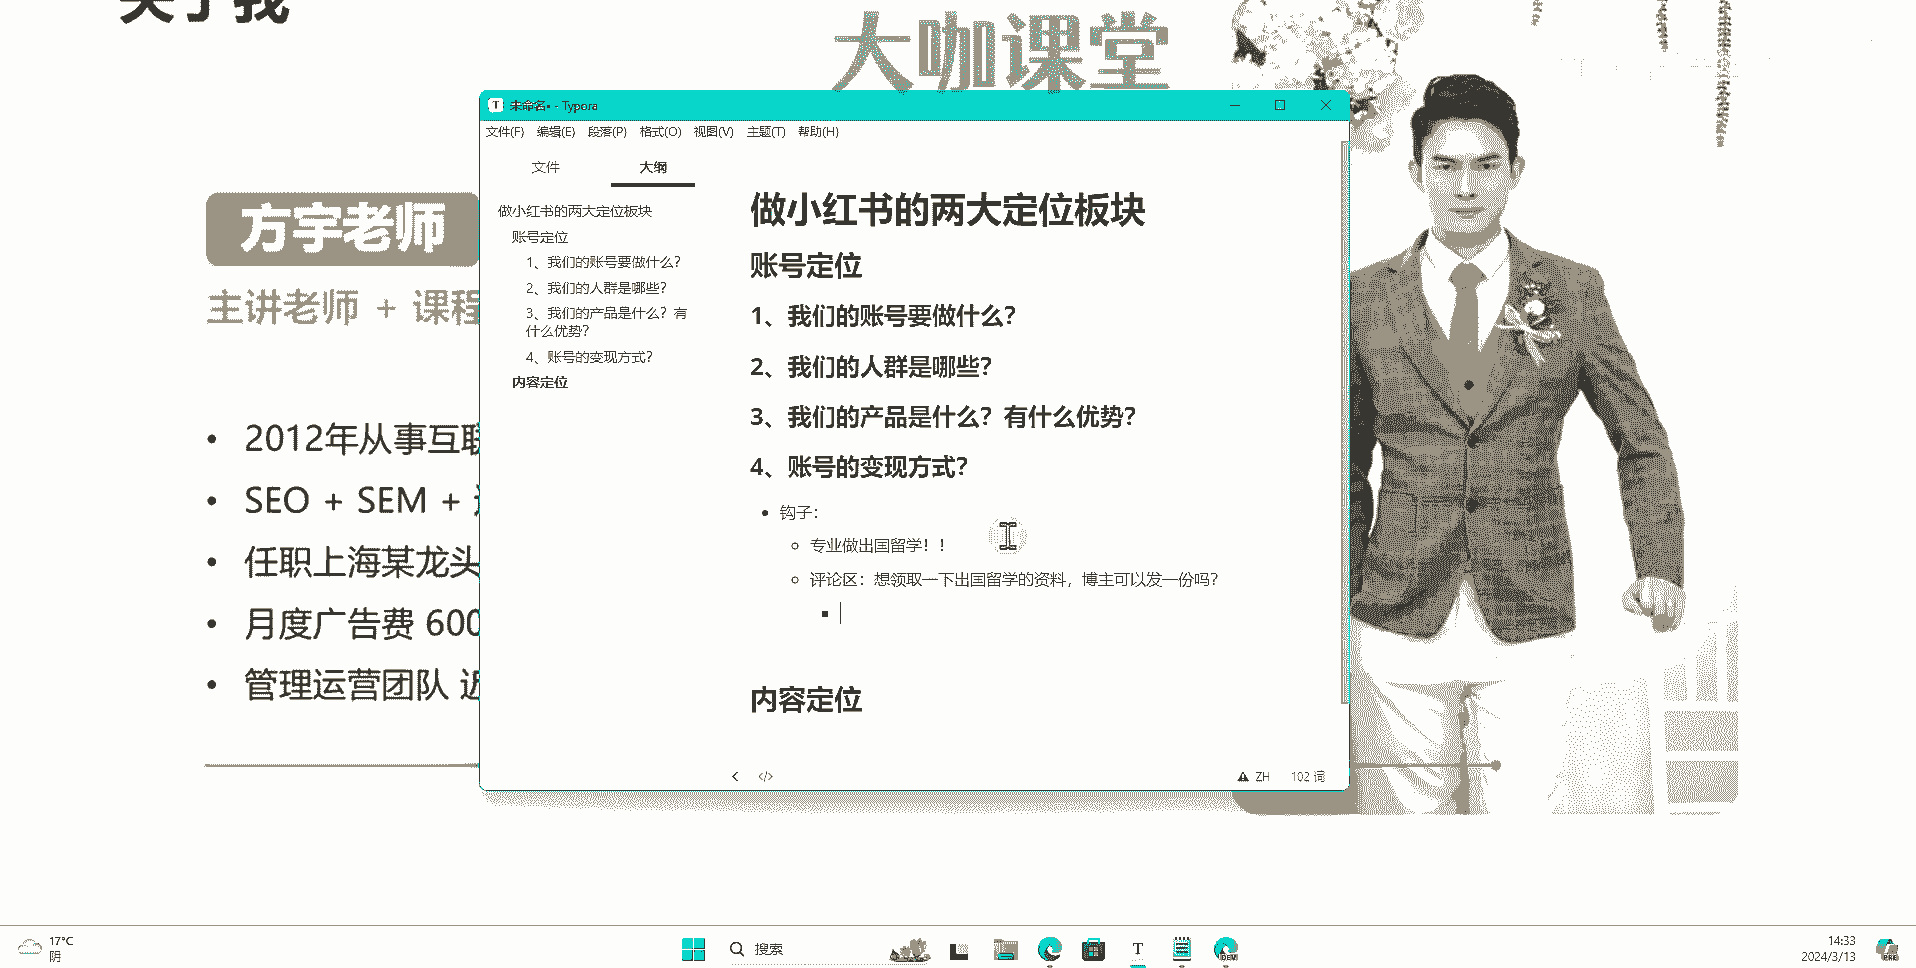 关于我
大咖课堂
方宇老师
主讲老师 + 课程
2012年从事互联
SEO + SEM +
任职上海某龙头
月度广告费 600
管理运营团队 近
未命名• - Typora
文件(F) 编辑(E) 段落(P) 格式(O) 视图(V) 主题(T) 帮助(H)
文件 大纲
做小红书的两大定位板块
账号定位
1、我们的账号要做什么?
2、我们的人群是哪些?
3、我们的产品是什么? 有
什么优势?
4、账号的变现方式?
内容定位
做小红书的两大定位板块
账号定位
1、我们的账号要做什么?
2、我们的人群是哪些?
3、我们的产品是什么? 有什么优势?
4、账号的变现方式?
钩子:
专业做出国留学! !
评论区: 想领取一下出国留学的资料, 博主可以发一份吗?
内容定位
</> ZH 102 词
17°C
阴
搜索
T
DEV
14:33
2024/3/13
PRE